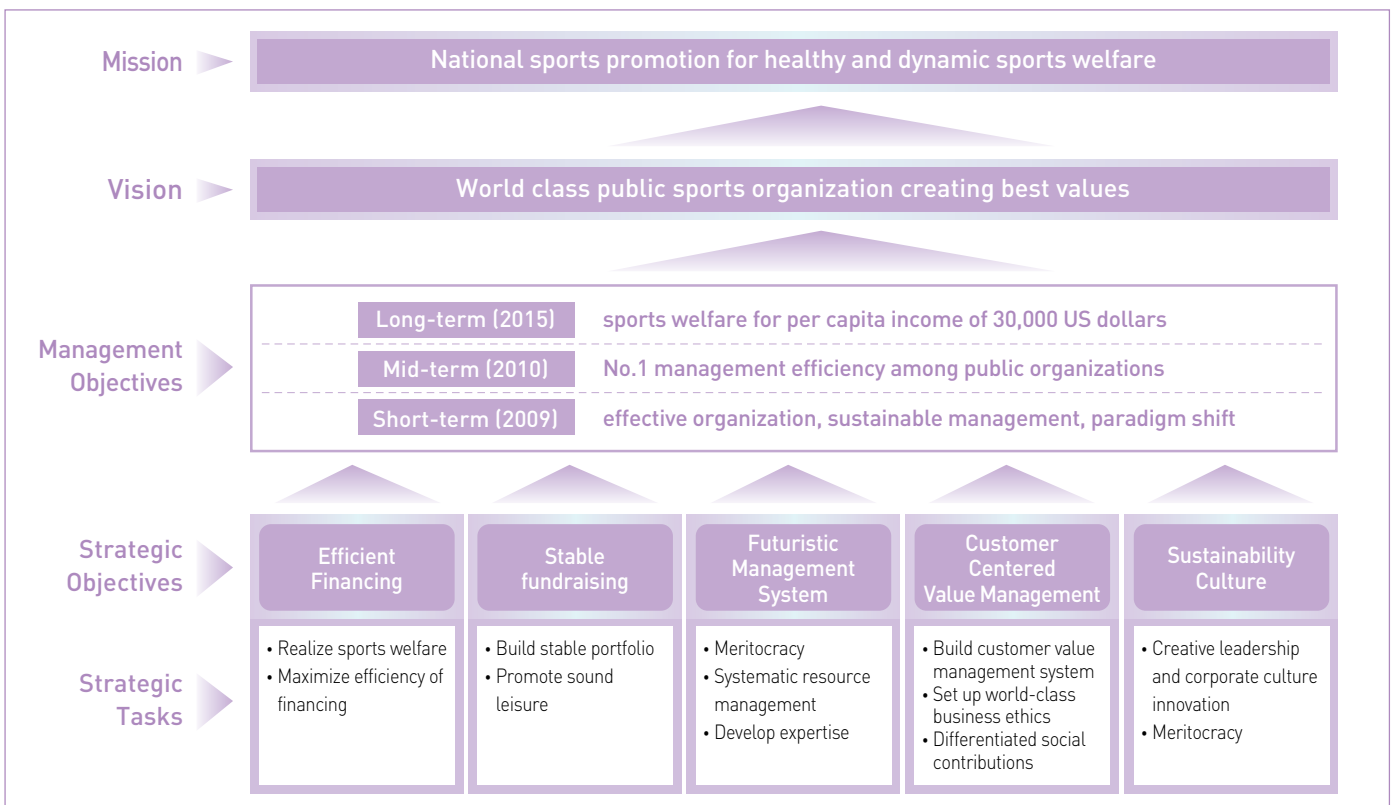 Mission
National sports promotion for healthy and dynamic sports welfare
Vision
World class public sports organization creating best values
Management
Objectives
Long-term (2015)
sports welfare for per capita income of 30,000 US dollars
Mid-term (2010)
No.1 management efficiency among public organizations
Short-term (2009)
effective organization, sustainable management, paradigm shift
Strategic
Objectives
Efficient
Financing
Stable
fundraising
Futuristic
Management
System
Customer
Centered
Value Management
Sustainability
Culture
Strategic
Tasks
• Realize sports welfare
• Maximize efficiency of
financing
• Build stable portfolio
• Promote sound
leisure
• Meritocracy
• Systematic resource
management
• Develop expertise
• Build customer value
management system
• Set up world-class
business ethics
• Differentiated social
contributions
• Creative leadership
and corporate culture
innovation
• Meritocracy